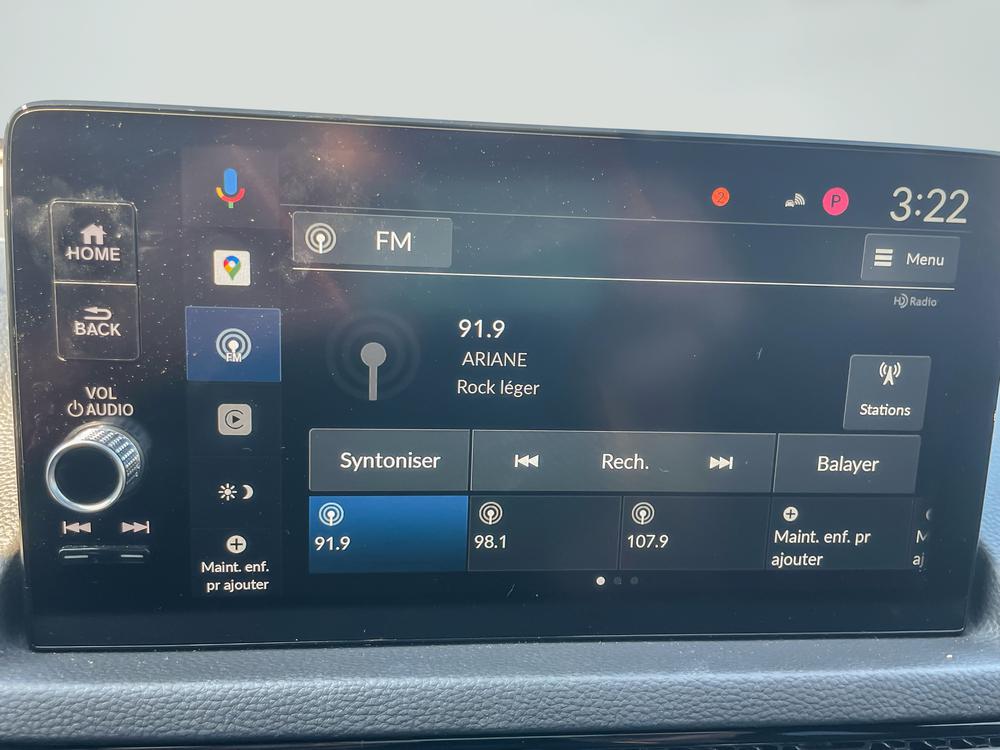 2
P
3:22
HOME
FM
Menu
HD Radio
BACK
FM
91.9
ARIANE
Rock léger
VOL
AUDIO
Stations
Syntoniser
Rech.
Balayer
91.9
98.1
107.9
Maint. enf. pr
ajouter
Maint. enf.
pr ajouter